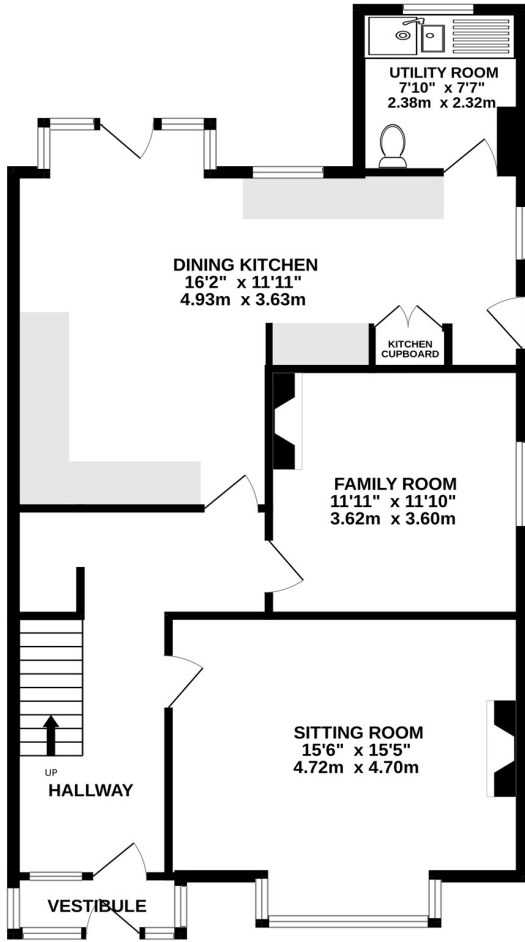 UTILITY ROOM
7'10" x 7'7"
2.38m x 2.32m
DINING KITCHEN
16'2" x 11'11"
4.93m x 3.63m
KITCHEN
CUPBOARD
FAMILY ROOM
11'11" x 11'10"
3.62m x 3.60m
SITTING ROOM
15'6" x 15'5"
4.72m x 4.70m
UP
HALLWAY
VESTIBULE